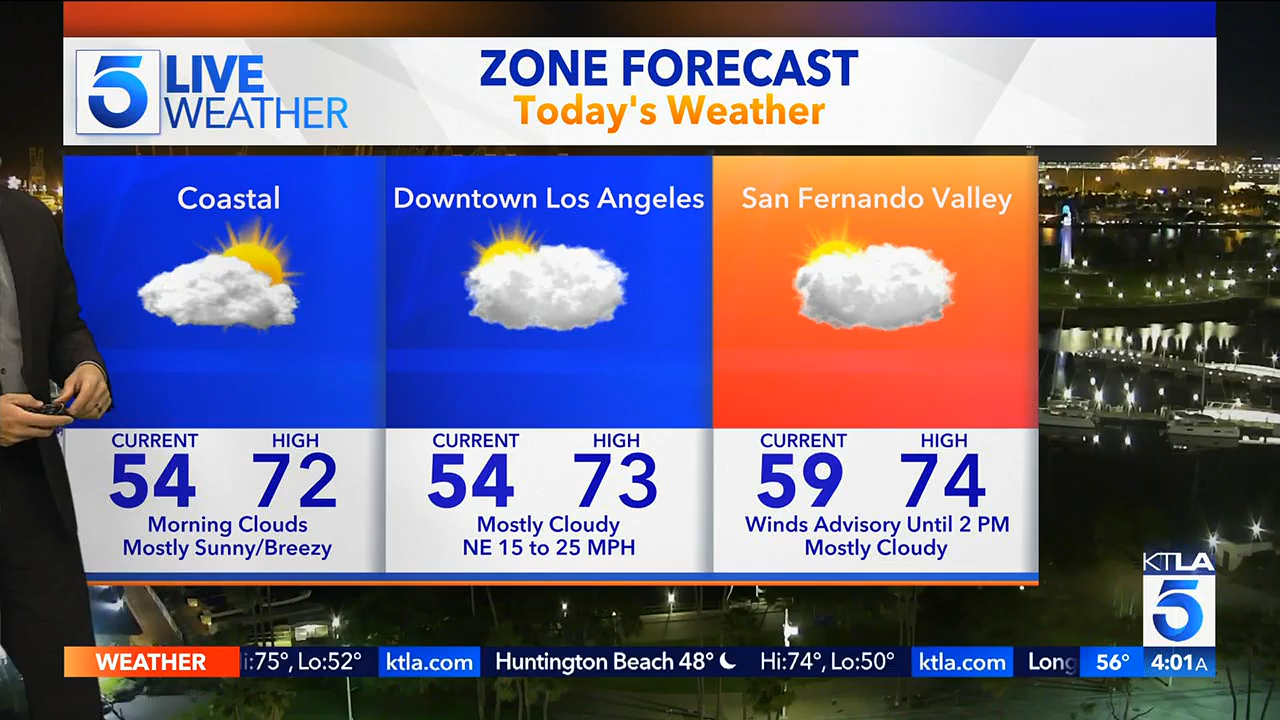 5 LIVE
WEATHER
ZONE FORECAST
Today's Weather
Coastal
CURRENT HIGH
54 72
Morning Clouds
Mostly Sunny/Breezy
Downtown Los Angeles
CURRENT HIGH
54 73
Mostly Cloudy
NE 15 to 25 MPH
San Fernando Valley
CURRENT HIGH
59 74
Winds Advisory Until 2 PM
Mostly Cloudy
KTLA
5
WEATHER i:75°, Lo:52° ktla.com Huntington Beach 48° Hi:74°, Lo:50° ktla.com Long 56° 4:01A